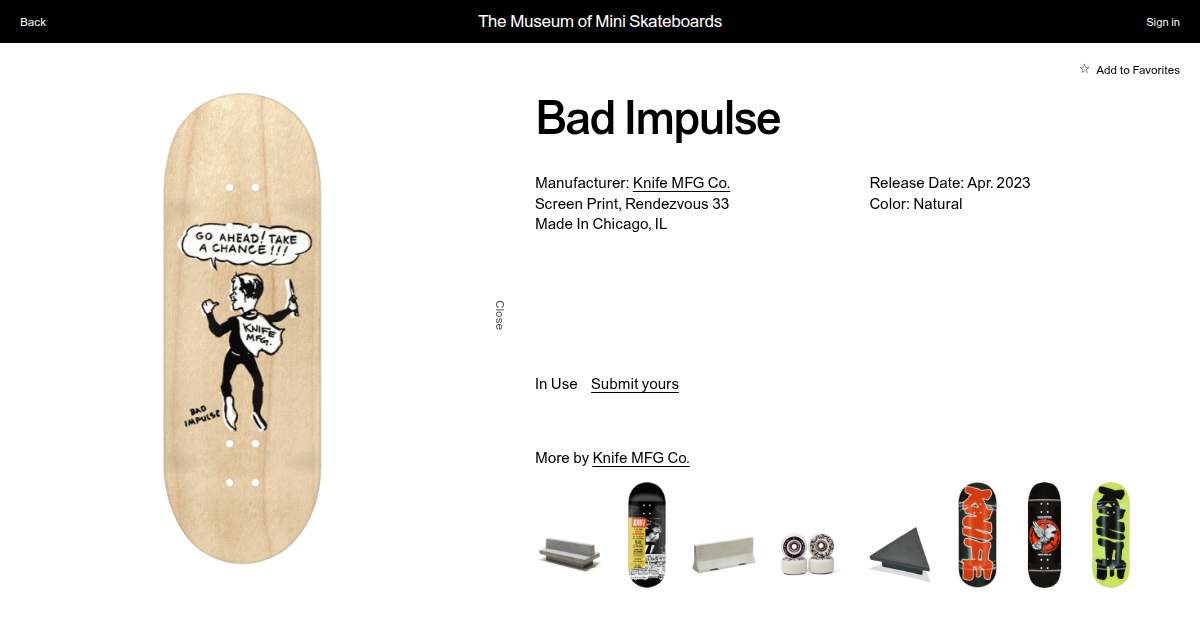 Back
The Museum of Mini Skateboards
Sign in
☆ Add to Favorites
GO AHEAD! TAKE
A CHANCE!!!
KNIFE
MFG.
BAD
IMPULSE
Close
Bad Impulse
Manufacturer: Knife MFG Co.
Screen Print, Rendezvous 33
Made In Chicago, IL
Release Date: Apr. 2023
Color: Natural
In Use
Submit yours
More by Knife MFG Co.
KNIFE
KNIFE